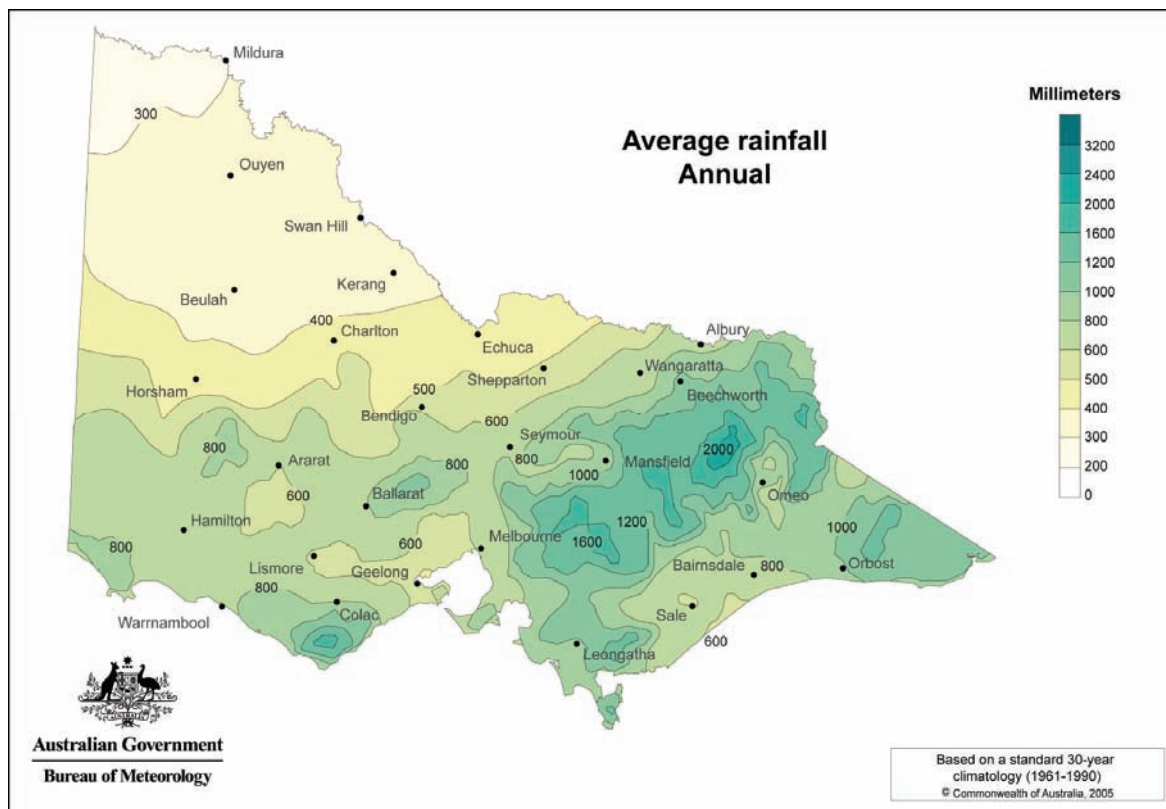 Average rainfall
Annual
Millimeters
3200
2400
2000
1600
1200
1000
800
600
500
400
300
200
0
Mildura
300
Ouyen
Swan Hill
Kerang
Beulah
400
Charlton
Echuca
Albury
Wangaratta
Shepparton
Beechworth
Horsham
500
Bendigo
600
Seymour
800
800
800
Ararat
1000
Mansfield
2000
600
Ballarat
Omeo
Hamilton
1200
1000
600
Melbourne
1600
800
Lismore
Geelong
Bairnsdale
800
Orbost
800
Colac
Sale
Warrnambool
600
Leongatha
Australian Government
Bureau of Meteorology
Based on a standard 30-year
climatology (1961-1990)
© Commonwealth of Australia, 2005